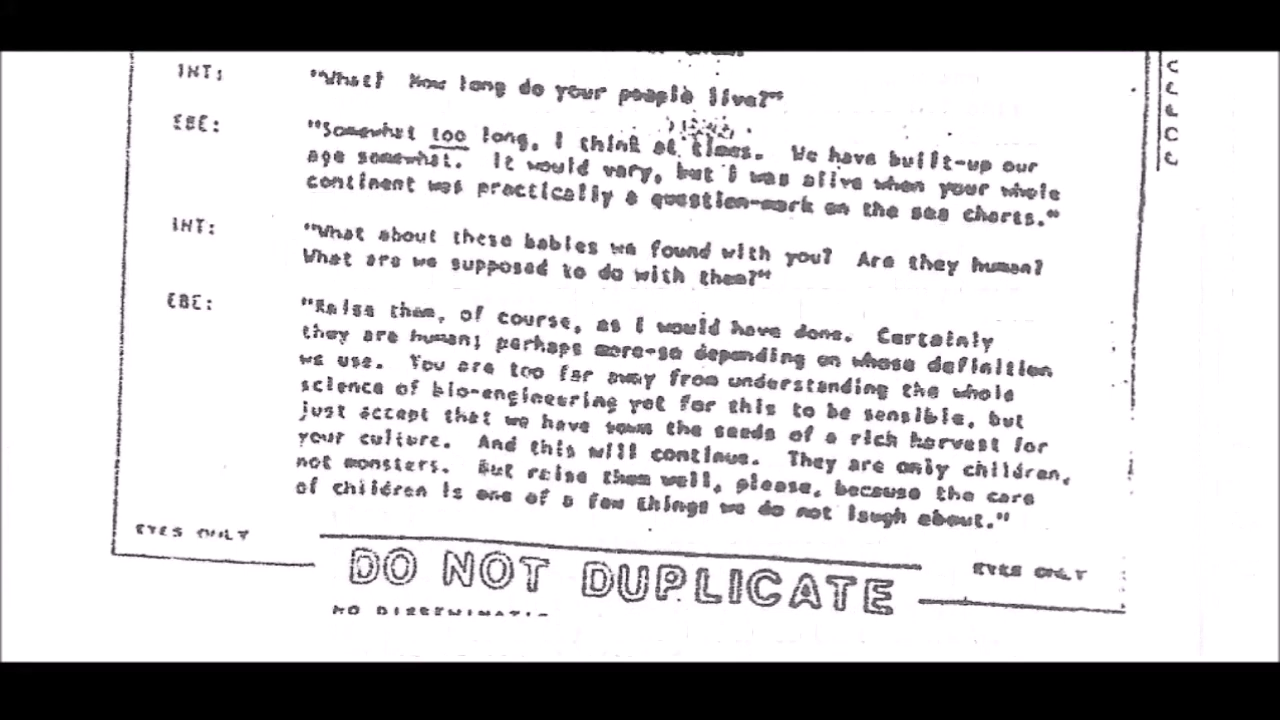 INT: "What! How long do your people live?"
EBE: "Somewhat too long, I think at times. We have built-up our
age somewhat. It would vary, but I was alive when your whole
continent was practically a question-mark on the sea charts."
INT: "What about these babies we found with you? Are they human?
What are we supposed to do with them?"
EBE: "Raise them, of course, as I would have done. Certainly
they are human; perhaps more-so depending on whose definition
we use. You are too far away from understanding the whole
science of bio-engineering yet for this to be sensible, but
just accept that we have sown the seeds of a rich harvest for
your culture. And this will continue. They are only children,
not monsters. But raise them well, please, because the care
of children is one of a few things we do not laugh about."
EYES ONLY
EYES ONLY
DO NOT DUPLICATE
NO
C
C